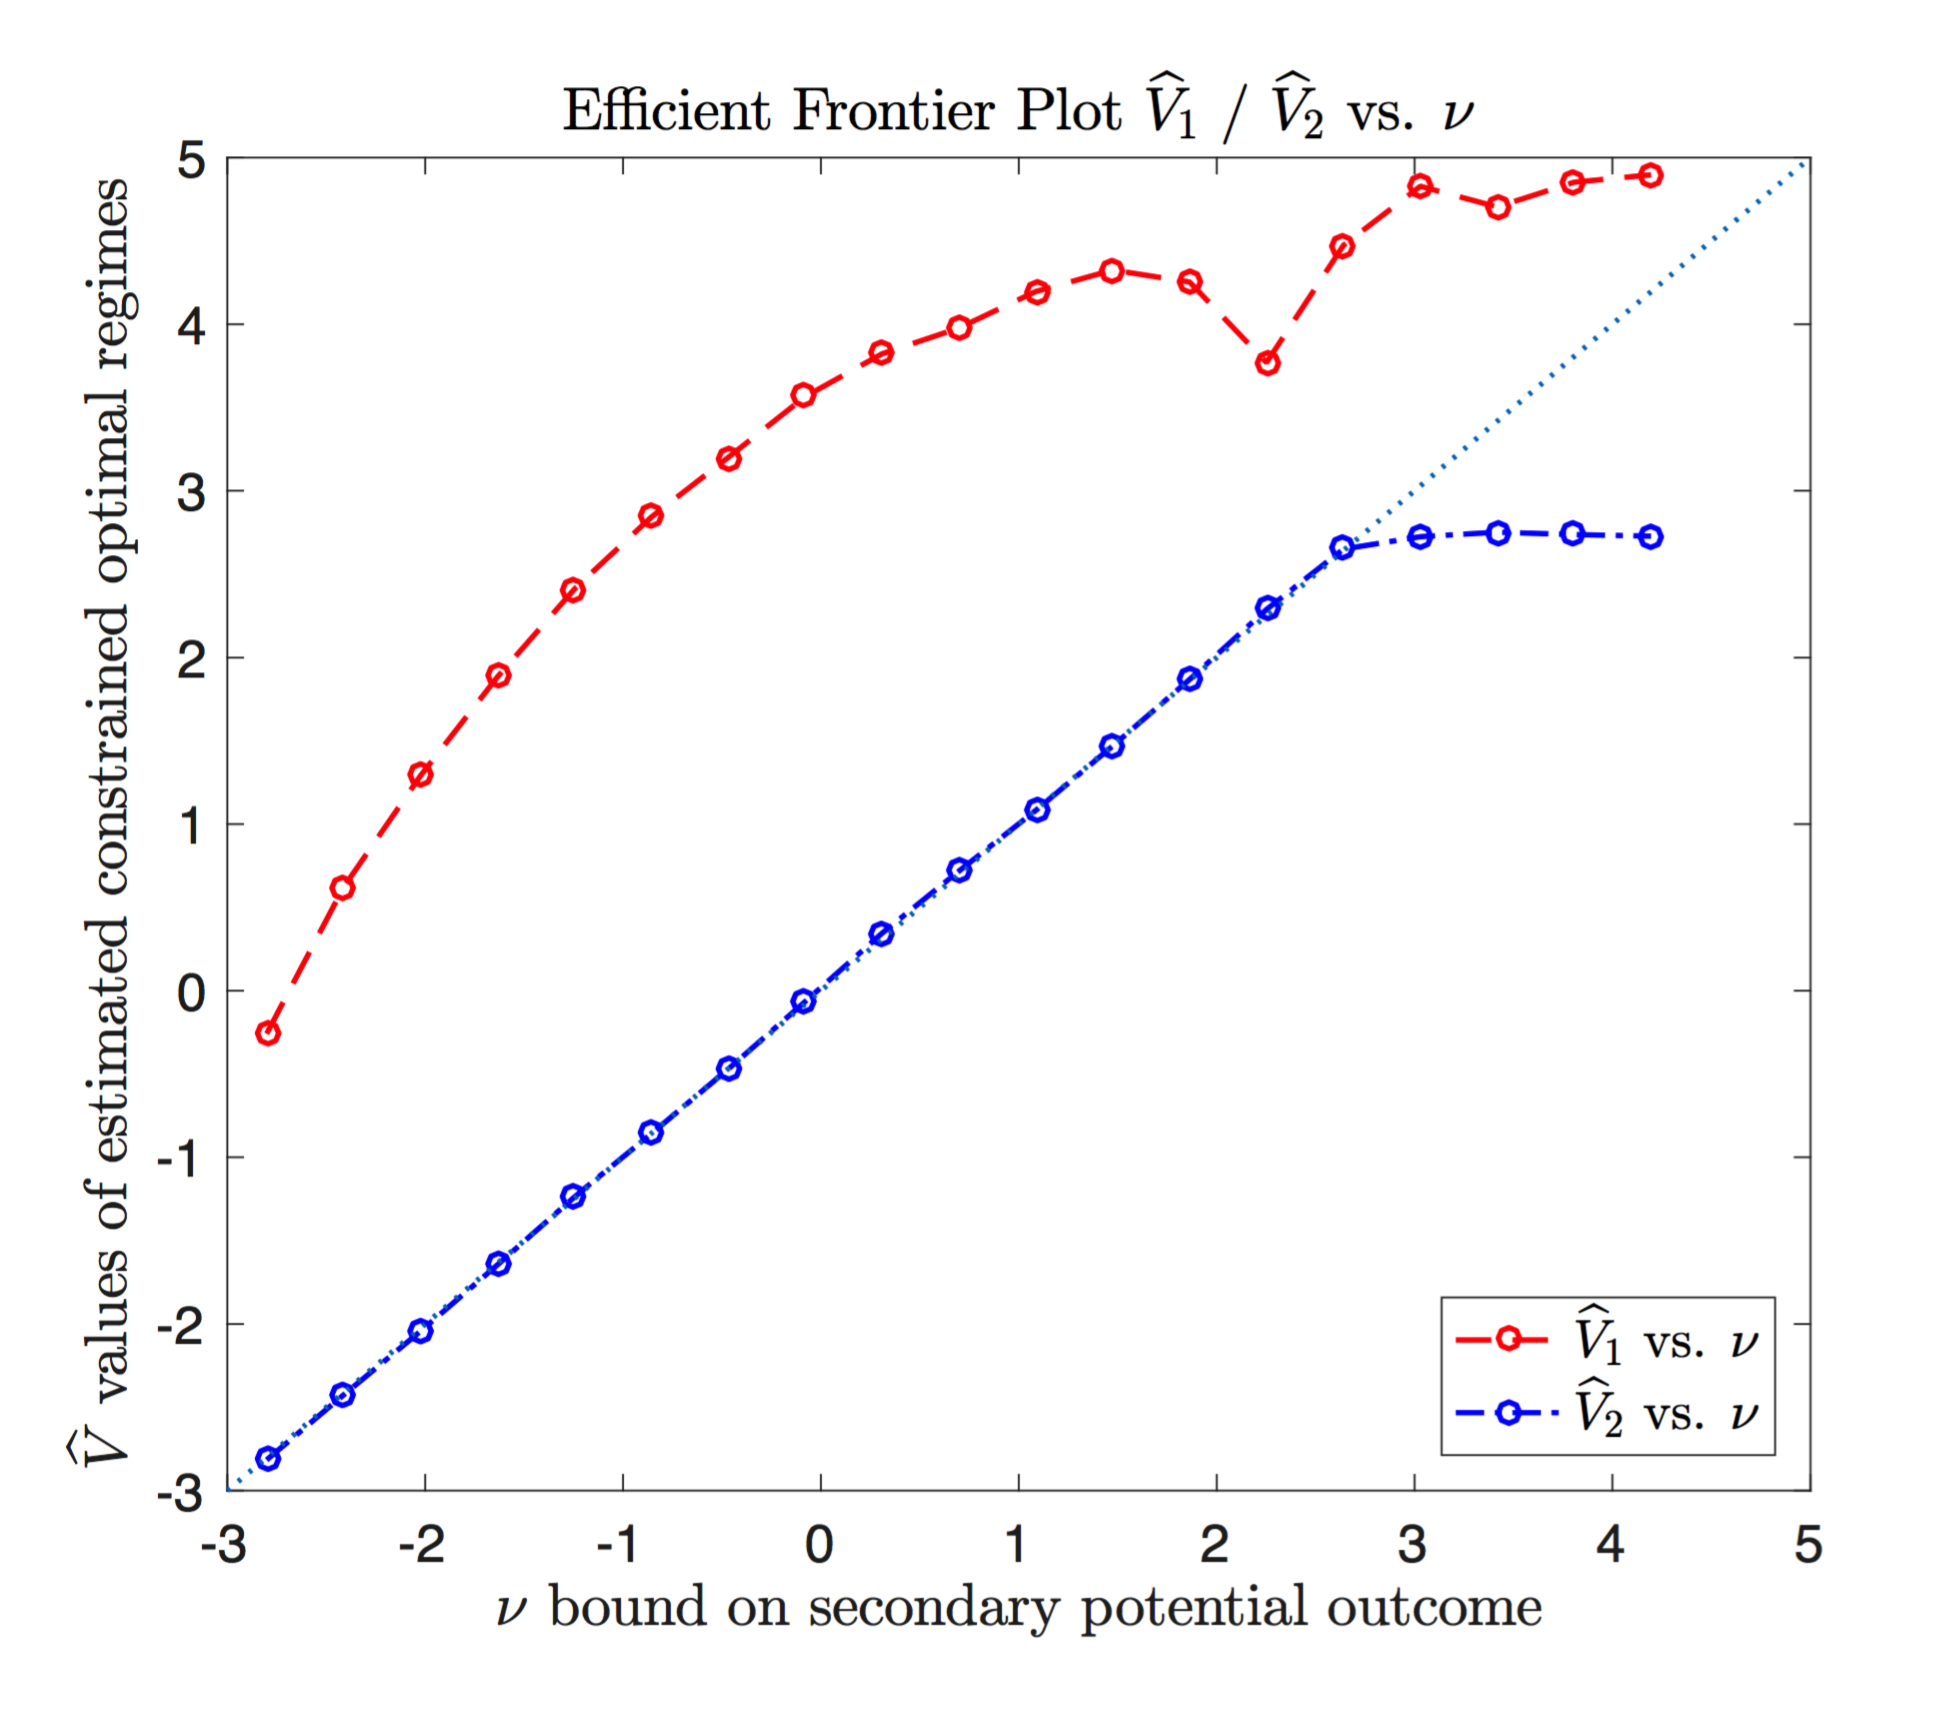 Efficient Frontier Plot V̂₁ / V̂₂ vs. ν
V̂ values of estimated constrained optimal regimes
5
4
3
2
1
0
-1
-2
-3
-3 -2 -1 0 1 2 3 4 5
ν bound on secondary potential outcome
V̂₁ vs. ν
V̂₂ vs. ν